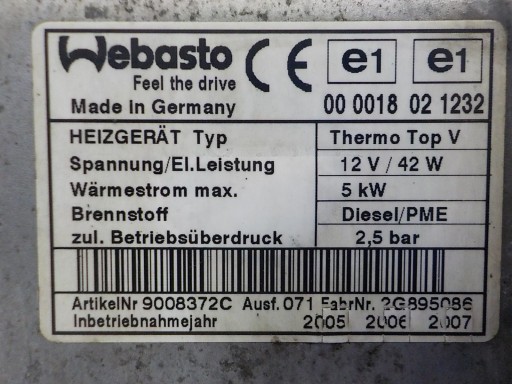 Webasto CE e1 e1
Feel the drive
Made in Germany 00 0018 02 1232
HEIZGERÄT Typ Thermo Top V
Spannung/El.Leistung 12 V / 42 W
Wärmestrom max. 5 kW
Brennstoff Diesel/PME
zul. Betriebsüberdruck 2,5 bar
ArtikelNr 9008372C Ausf. 071 FabrNr. 2G895086
Inbetriebnahmejahr 2005 2006 2007